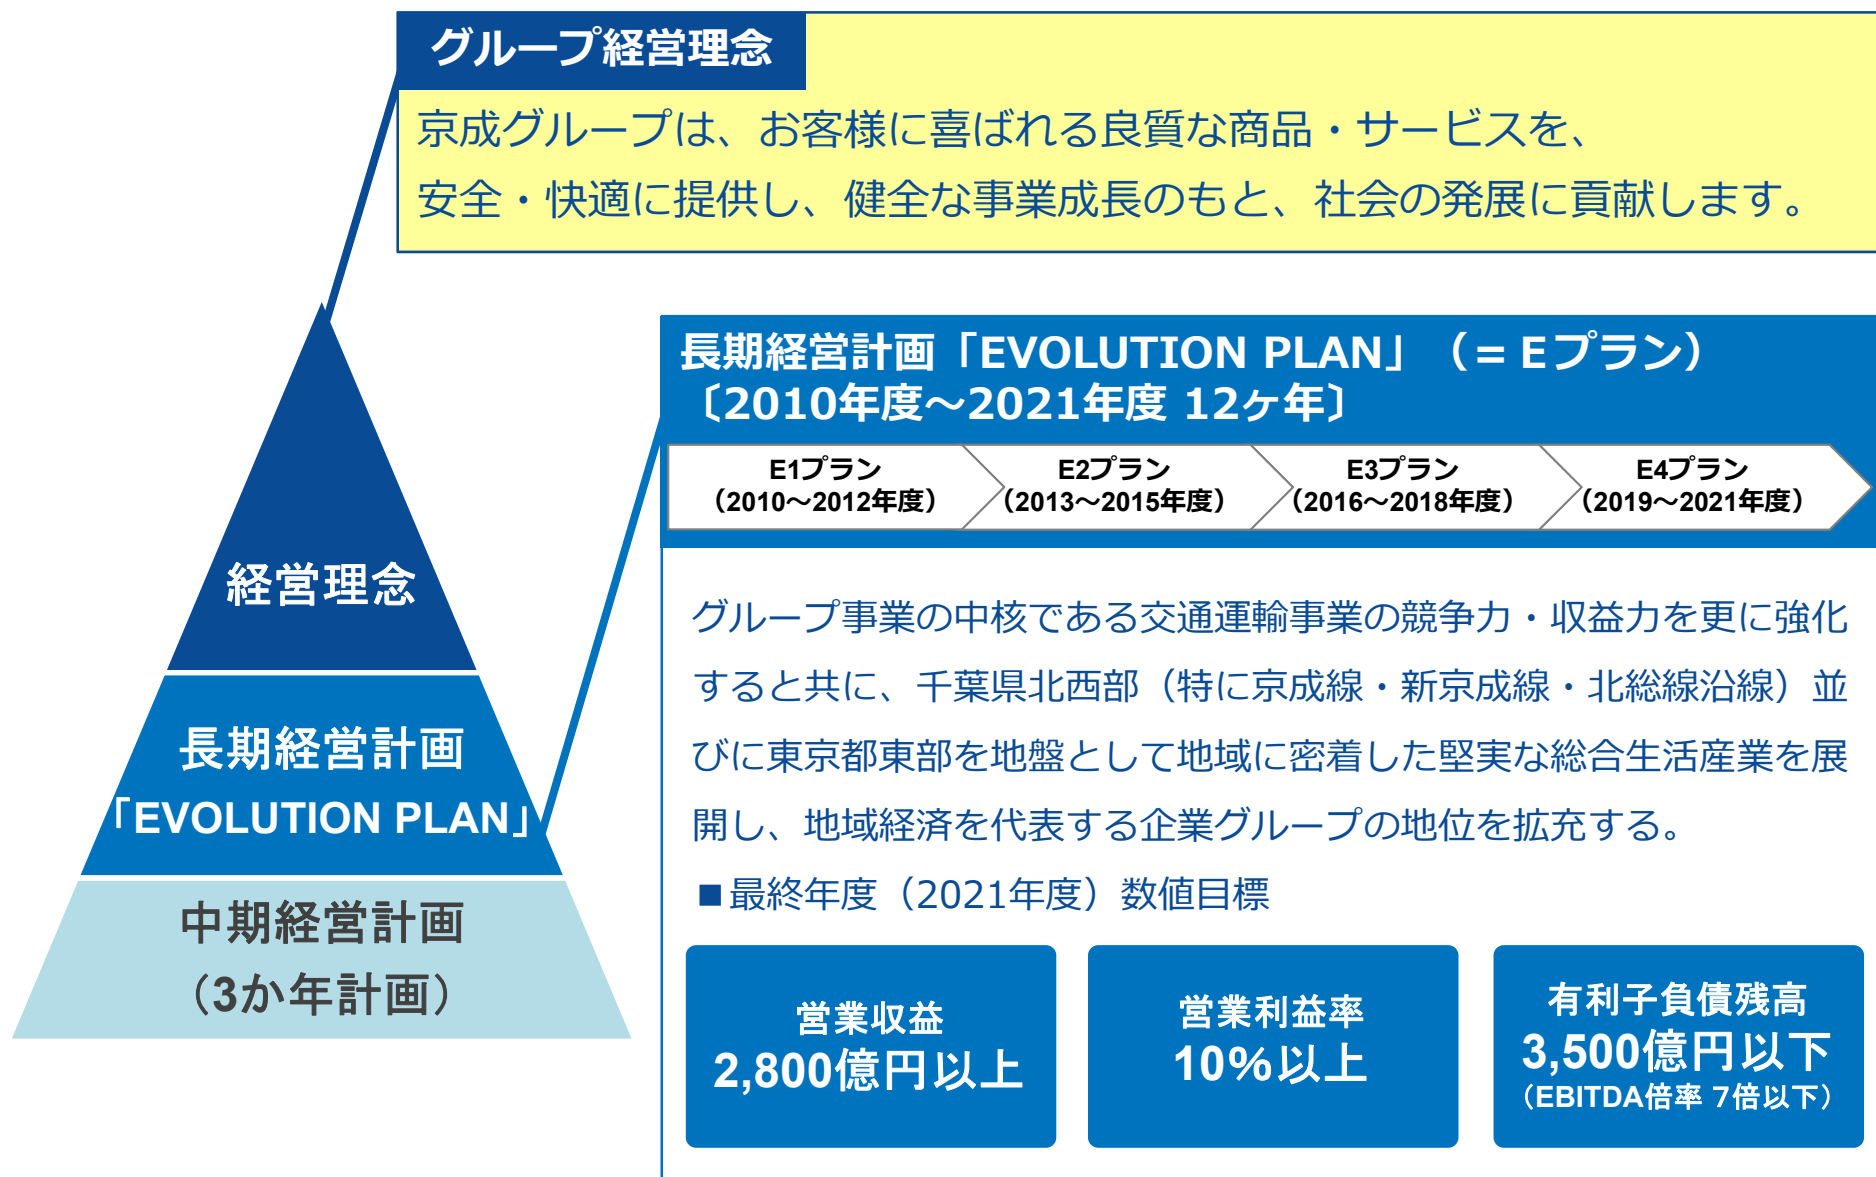 グループ経営理念
京成グループは、お客様に喜ばれる良質な商品・サービスを、
安全・快適に提供し、健全な事業成長のもと、社会の発展に貢献します。
経営理念
長期経営計画
「EVOLUTION PLAN」
中期経営計画
（3か年計画）
長期経営計画「EVOLUTION PLAN」（= Eプラン）
〔2010年度～2021年度 12ヶ年〕
E1プラン
（2010～2012年度）
E2プラン
（2013～2015年度）
E3プラン
（2016～2018年度）
E4プラン
（2019～2021年度）
グループ事業の中核である交通運輸事業の競争力・収益力を更に強化
すると共に、千葉県北西部（特に京成線・新京成線・北総線沿線）並
びに東京都東部を地盤として地域に密着した堅実な総合生活産業を展
開し、地域経済を代表する企業グループの地位を拡充する。
■最終年度（2021年度）数値目標
営業収益
2,800億円以上
営業利益率
10%以上
有利子負債残高
3,500億円以下
（EBITDA倍率 7倍以下）